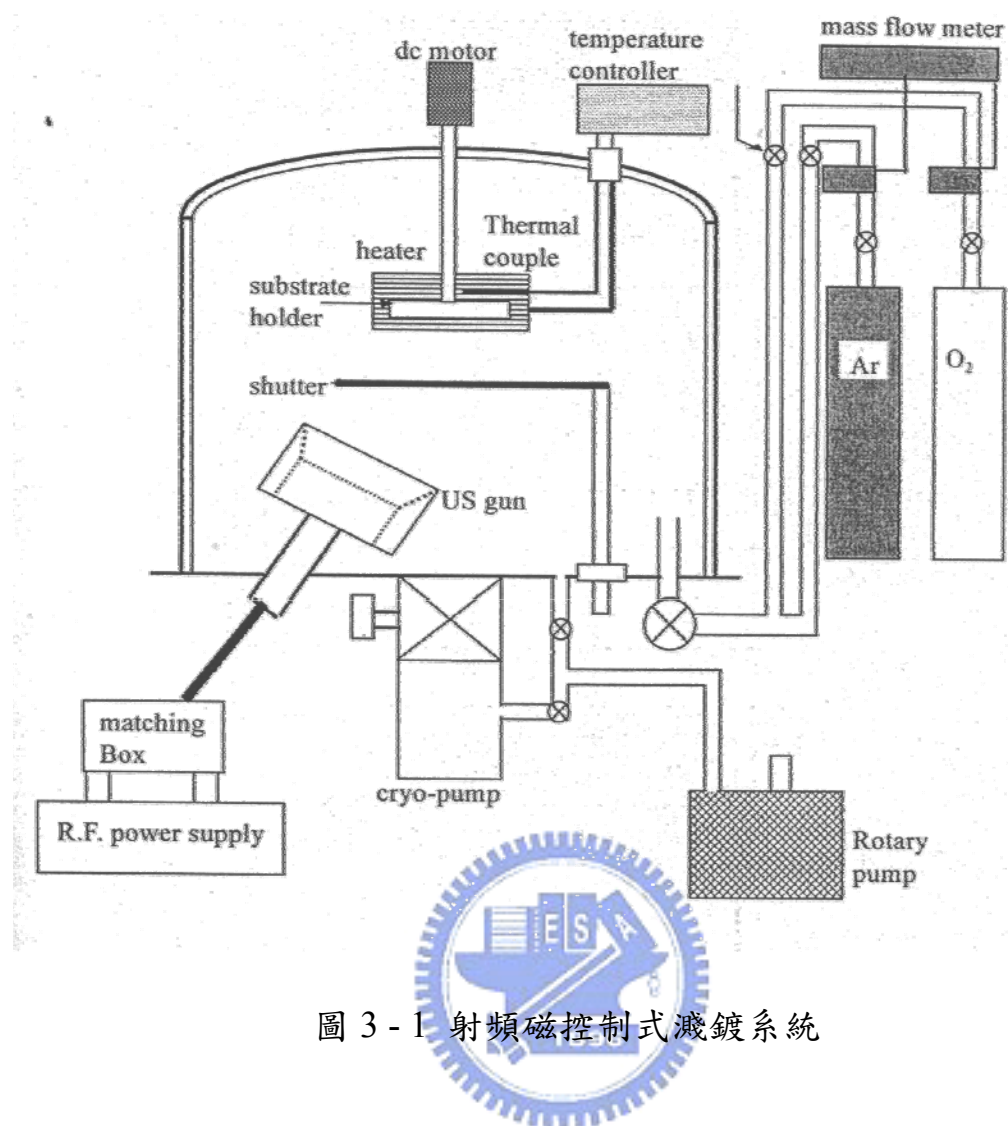 mass flow meter
dc motor
temperature
controller
Thermal
couple
heater
substrate
holder
shutter
US gun
Ar
O₂
matching
Box
R.F. power supply
cryo-pump
Rotary
pump
E S A
圖 3 - 1 射頻磁控制式濺鍍系統